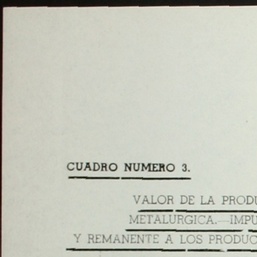 CUADRO NUMERO 3.
VALOR DE LA PRODU
METALURGICA.—IMPU
Y REMANENTE A LOS PRODUC